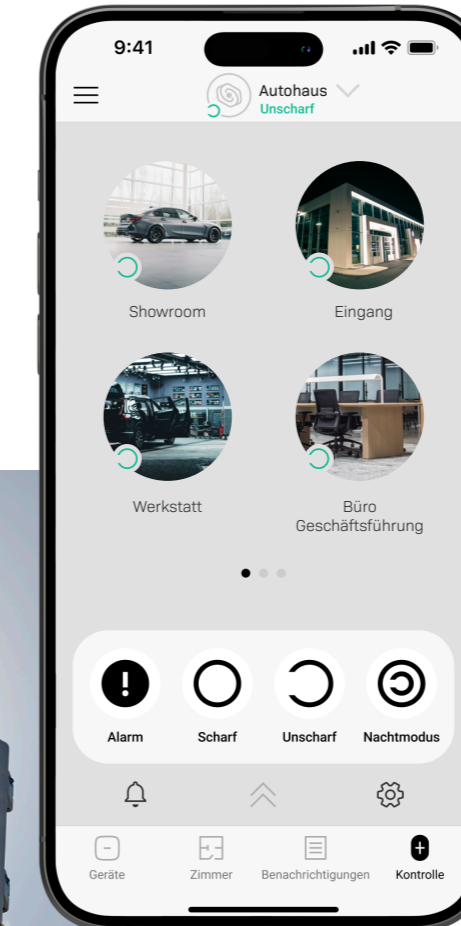 9:41
Autohaus
Unscharf
Showroom
Eingang
Werkstatt
Büro
Geschäftsführung
Alarm
Scharf
Unscharf
Nachtmodus
Geräte
Zimmer
Benachrichtigungen
Kontrolle